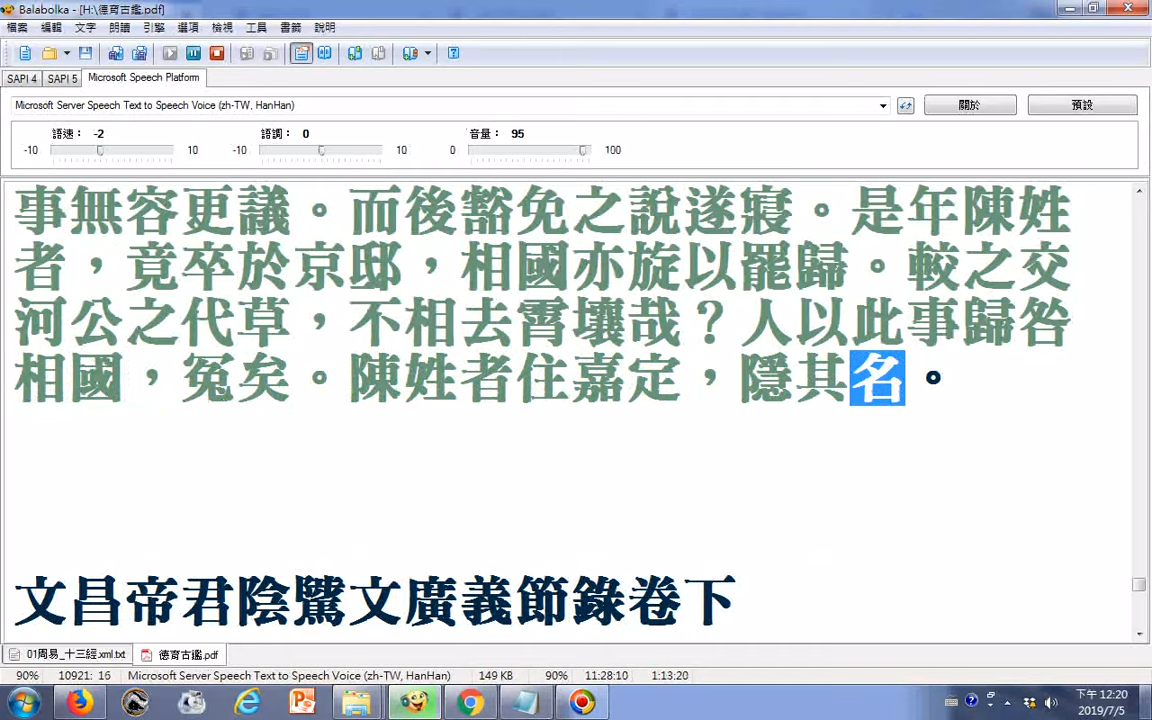 Balabolka - [H:\德育古鑑.pdf]
檔案 編輯 文字 朗讀 引擎 選項 檢視 工具 書籤 說明
SAPI 4 SAPI 5 Microsoft Speech Platform
Microsoft Server Speech Text to Speech Voice (zh-TW, HanHan) 關於 預設
語速： -2 語調： 0 音量： 95
-10 10 -10 10 0 100
事無容更議。而後豁免之說遂寢。是年陳姓
者，竟卒於京邸，相國亦旋以罷歸。較之交
河公之代草，不相去霄壤哉？人以此事歸咎
相國，冤矣。陳姓者住嘉定，隱其名。
文昌帝君陰騭文廣義節錄卷下
01周易_十三經.xml.txt 德育古鑑.pdf
90% 10921: 16 Microsoft Server Speech Text to Speech Voice (zh-TW, HanHan) 149 KB 90% 11:28:10 1:13:20
下午 12:20
2019/7/5